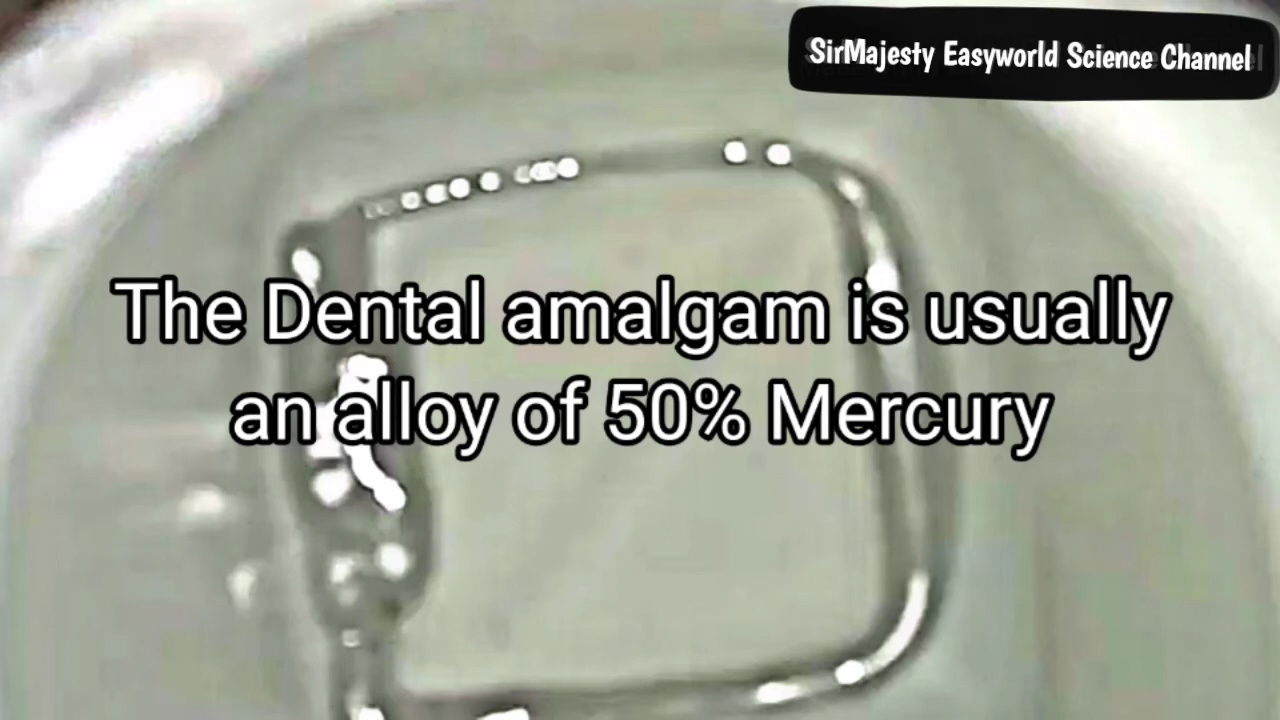 SirMajesty Easyworld Science Channel
The Dental amalgam is usually
an alloy of 50% Mercury